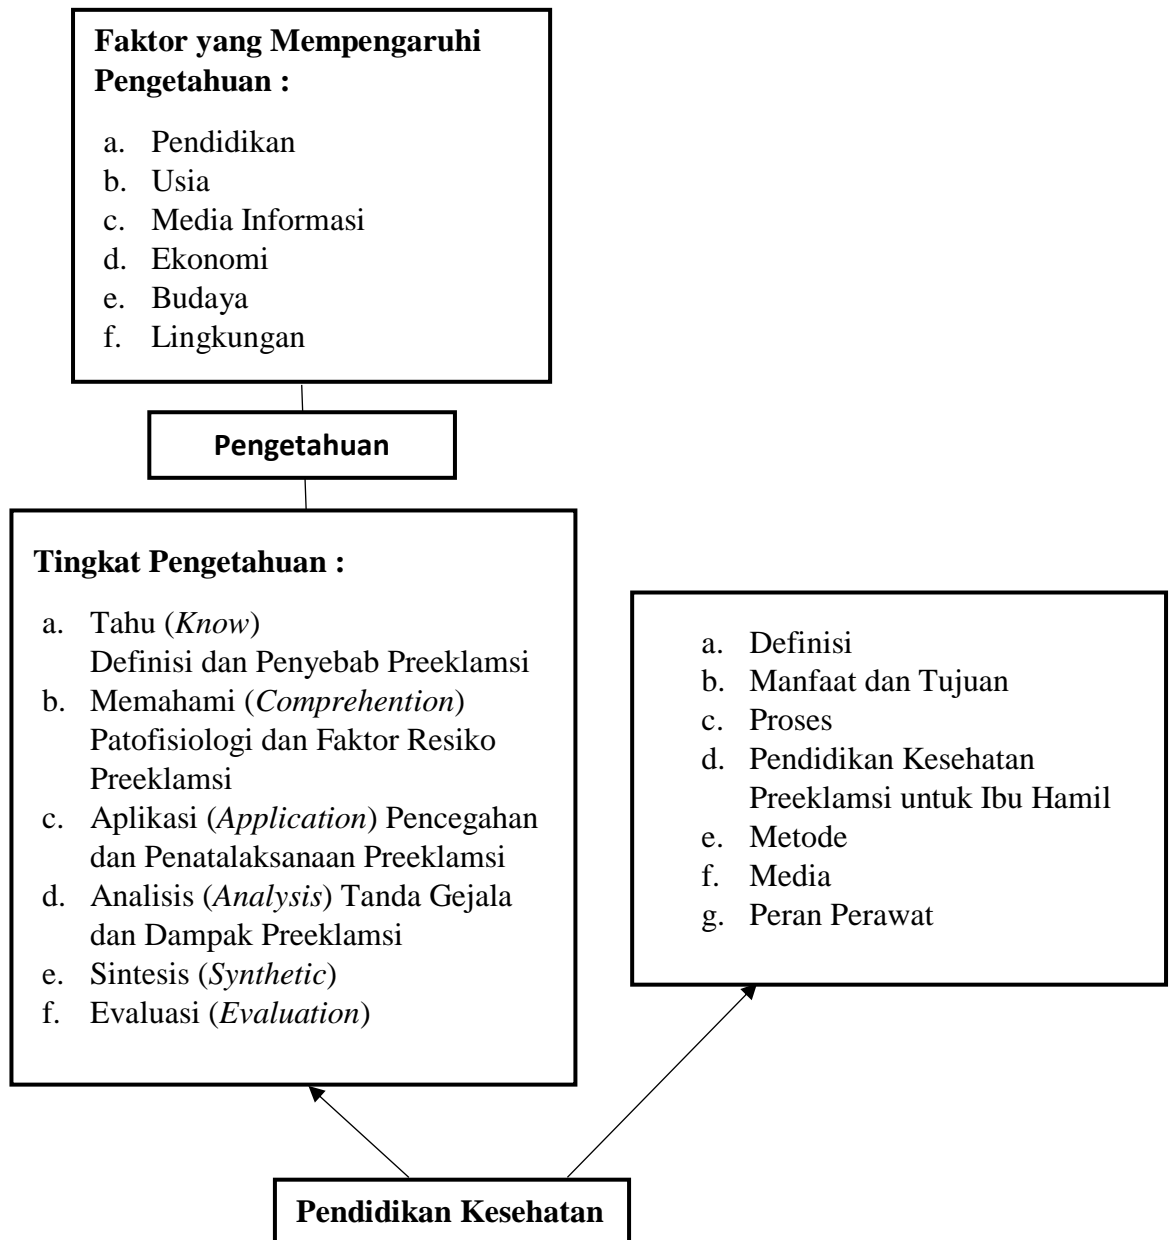 Faktor yang Mempengaruhi
Pengetahuan :
a. Pendidikan
b. Usia
c. Media Informasi
d. Ekonomi
e. Budaya
f. Lingkungan
Pengetahuan
Tingkat Pengetahuan :
a. Tahu (Know)
Definisi dan Penyebab Preeklamsi
b. Memahami (Comprehention)
Patofisiologi dan Faktor Resiko
Preeklamsi
c. Aplikasi (Application) Pencegahan
dan Penatalaksanaan Preeklamsi
d. Analisis (Analysis) Tanda Gejala
dan Dampak Preeklamsi
e. Sintesis (Synthetic)
f. Evaluasi (Evaluation)
a. Definisi
b. Manfaat dan Tujuan
c. Proses
d. Pendidikan Kesehatan
Preeklamsi untuk Ibu Hamil
e. Metode
f. Media
g. Peran Perawat
Pendidikan Kesehatan